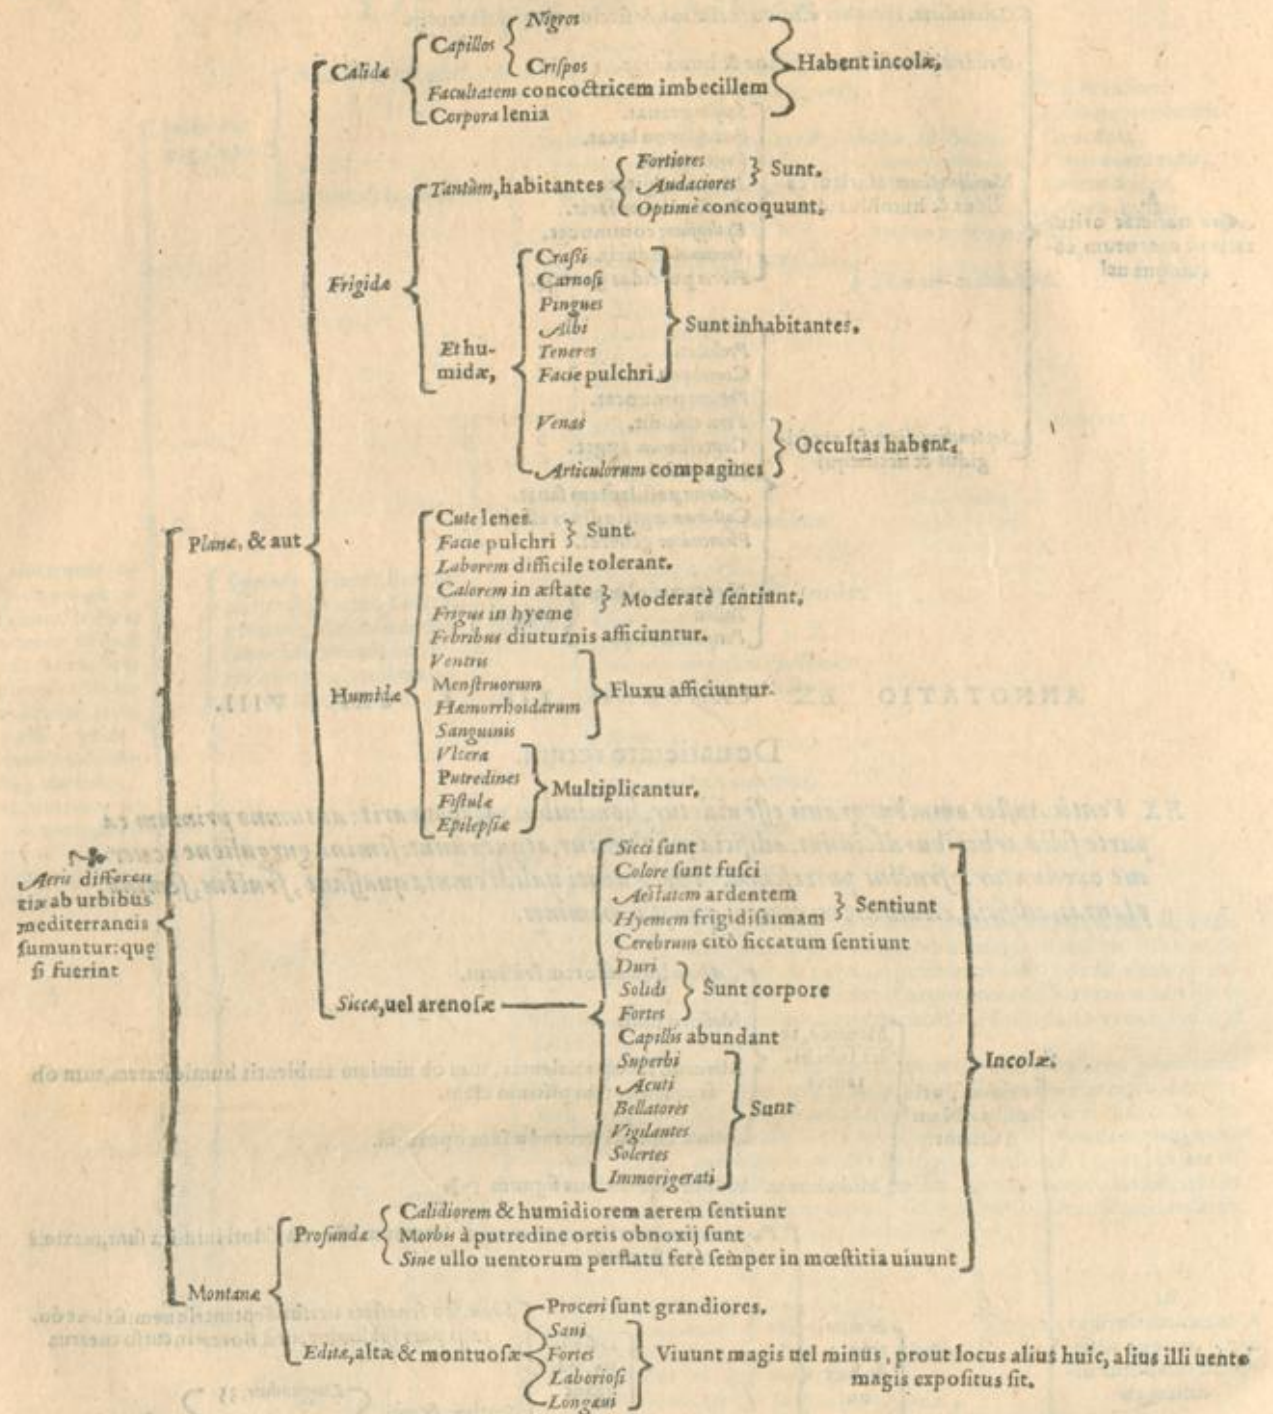 Nigros
Capillos
Crispos
Calidæ
Habent incolæ,
Facultatem concoctricem imbecillem
Corpora lenia
Fortiores
Tantùm, habitantes
Sunt.
Audaciores
Optimè concoquunt.
Crassi
Carnosi
Frigidæ
Pingues
Albi
Sunt inhabitantes.
Et hu-
midæ,
Teneres
Facie pulchri
Venas
Occultas habent.
Articulorum compagines
Planæ, & aut
Cute lenes
Sunt.
Facie pulchri
Laborem difficile tolerant.
Calorem in æstate
Moderatè sentiunt.
Frigus in hyeme
Febribus diuturnis afficiuntur.
Ventris
Humidæ
Menstruorum
Fluxu afficiuntur.
Hæmorrhoidarum
Sanguinis
Vlcera
Putredines
Multiplicantur.
Fistulæ
Epilepsiæ
Aeris differen
tiæ ab urbibus
mediterraneis
sumuntur: quę
si fuerint
Sicci sunt
Colore sunt fusci
Aestatem ardentem
Sentiunt
Hyemem frigidissimam
Cerebrum citò siccatum sentiunt
Duri
Siccæ, uel arenosæ
Solidi
Sunt corpore
Fortes
Capillis abundant
Superbi
Incolæ.
Acuti
Bellatores
Sunt
Vigilantes
Solertes
Immorigerati
Calidiorem & humidiorem aerem sentiunt
Profundæ
Morbis à putredine ortis obnoxij sunt
Sine ullo uentorum perflatu ferè semper in mœstitia uiuunt
Montanæ
Proceri sunt grandiores.
Sani
Editæ, altæ & montuosæ
Fortes
Viuunt magis uel minus, prout locus alius huic, alius illi uento
magis expositus sit.
Laboriosi
Longæui